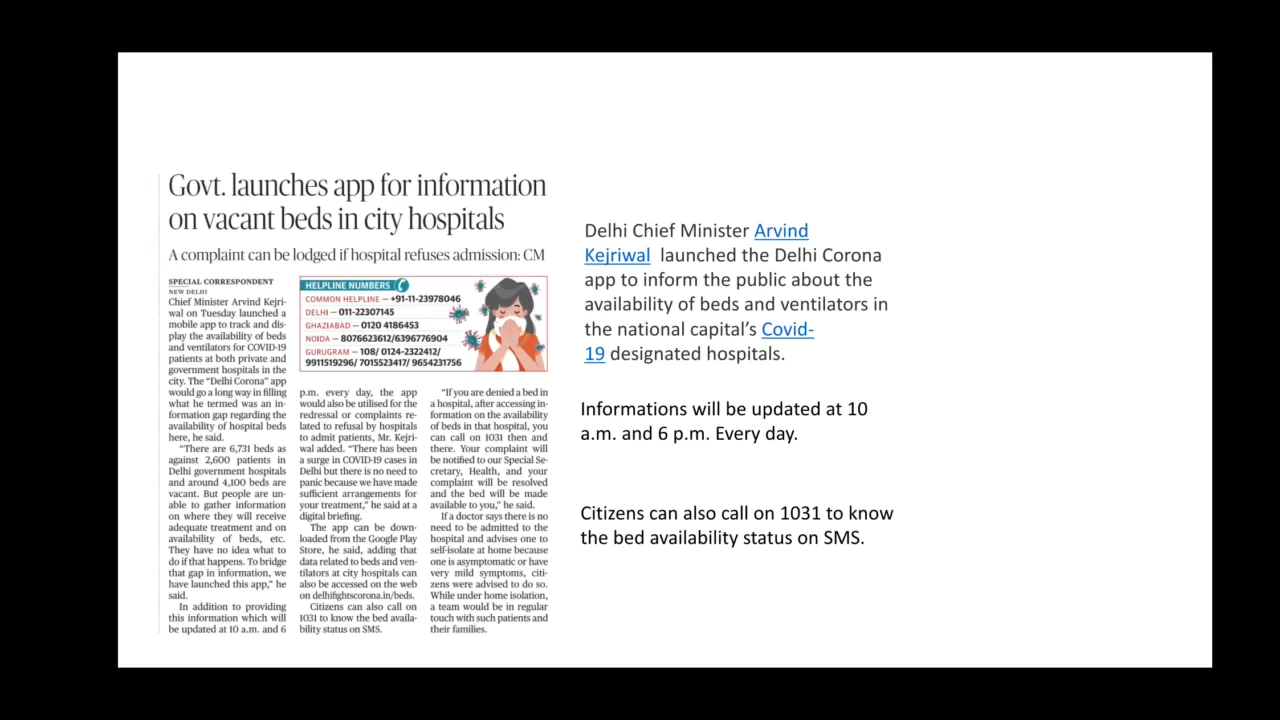 Govt. launches app for information
on vacant beds in city hospitals
A complaint can be lodged if hospital refuses admission: CM
SPECIAL CORRESPONDENT
NEW DELHI
Chief Minister Arvind Kejri-
wal on Tuesday launched a
mobile app to track and dis-
play the availability of beds
and ventilators for COVID-19
patients at both private and
government hospitals in the
city. The “Delhi Corona” app
would go a long way in filling
what he termed was an in-
formation gap regarding the
availability of hospital beds
here, he said.
“There are 6,731 beds as
against 2,600 patients in
Delhi government hospitals
and around 4,100 beds are
vacant. But people are un-
able to gather information
on where they will receive
adequate treatment and on
availability of beds, etc.
They have no idea what to
do if that happens. To bridge
that gap in information, we
have launched this app,” he
said.
In addition to providing
this information which will
be updated at 10 a.m. and 6
HELPLINE NUMBERS
COMMON HELPLINE — +91-11-23978046
DELHI — 011-22307145
GHAZIABAD — 0120 4186453
NOIDA — 8076623612/6396776904
GURUGRAM — 108/ 0124-2322412/
9911519296/ 7015523417/ 9654231756
p.m. every day, the app
would also be utilised for the
redressal or complaints re-
lated to refusal by hospitals
to admit patients, Mr. Kejri-
wal added. “There has been
a surge in COVID-19 cases in
Delhi but there is no need to
panic because we have made
sufficient arrangements for
your treatment,” he said at a
digital briefing.
The app can be down-
loaded from the Google Play
Store, he said, adding that
data related to beds and ven-
tilators at city hospitals can
also be accessed on the web
on delhifightscorona.in/beds.
Citizens can also call on
1031 to know the bed availa-
bility status on SMS.
“If you are denied a bed in
a hospital, after accessing in-
formation on the availability
of beds in that hospital, you
can call on 1031 then and
there. Your complaint will
be notified to our Special Se-
cretary, Health, and your
complaint will be resolved
and the bed will be made
available to you,” he said.
If a doctor says there is no
need to be admitted to the
hospital and advises one to
self-isolate at home because
one is asymptomatic or have
very mild symptoms, citi-
zens were advised to do so.
While under home isolation,
a team would be in regular
touch with such patients and
their families.
Delhi Chief Minister Arvind
Kejriwal launched the Delhi Corona
app to inform the public about the
availability of beds and ventilators in
the national capital’s Covid-
19 designated hospitals.
Informations will be updated at 10
a.m. and 6 p.m. Every day.
Citizens can also call on 1031 to know
the bed availability status on SMS.